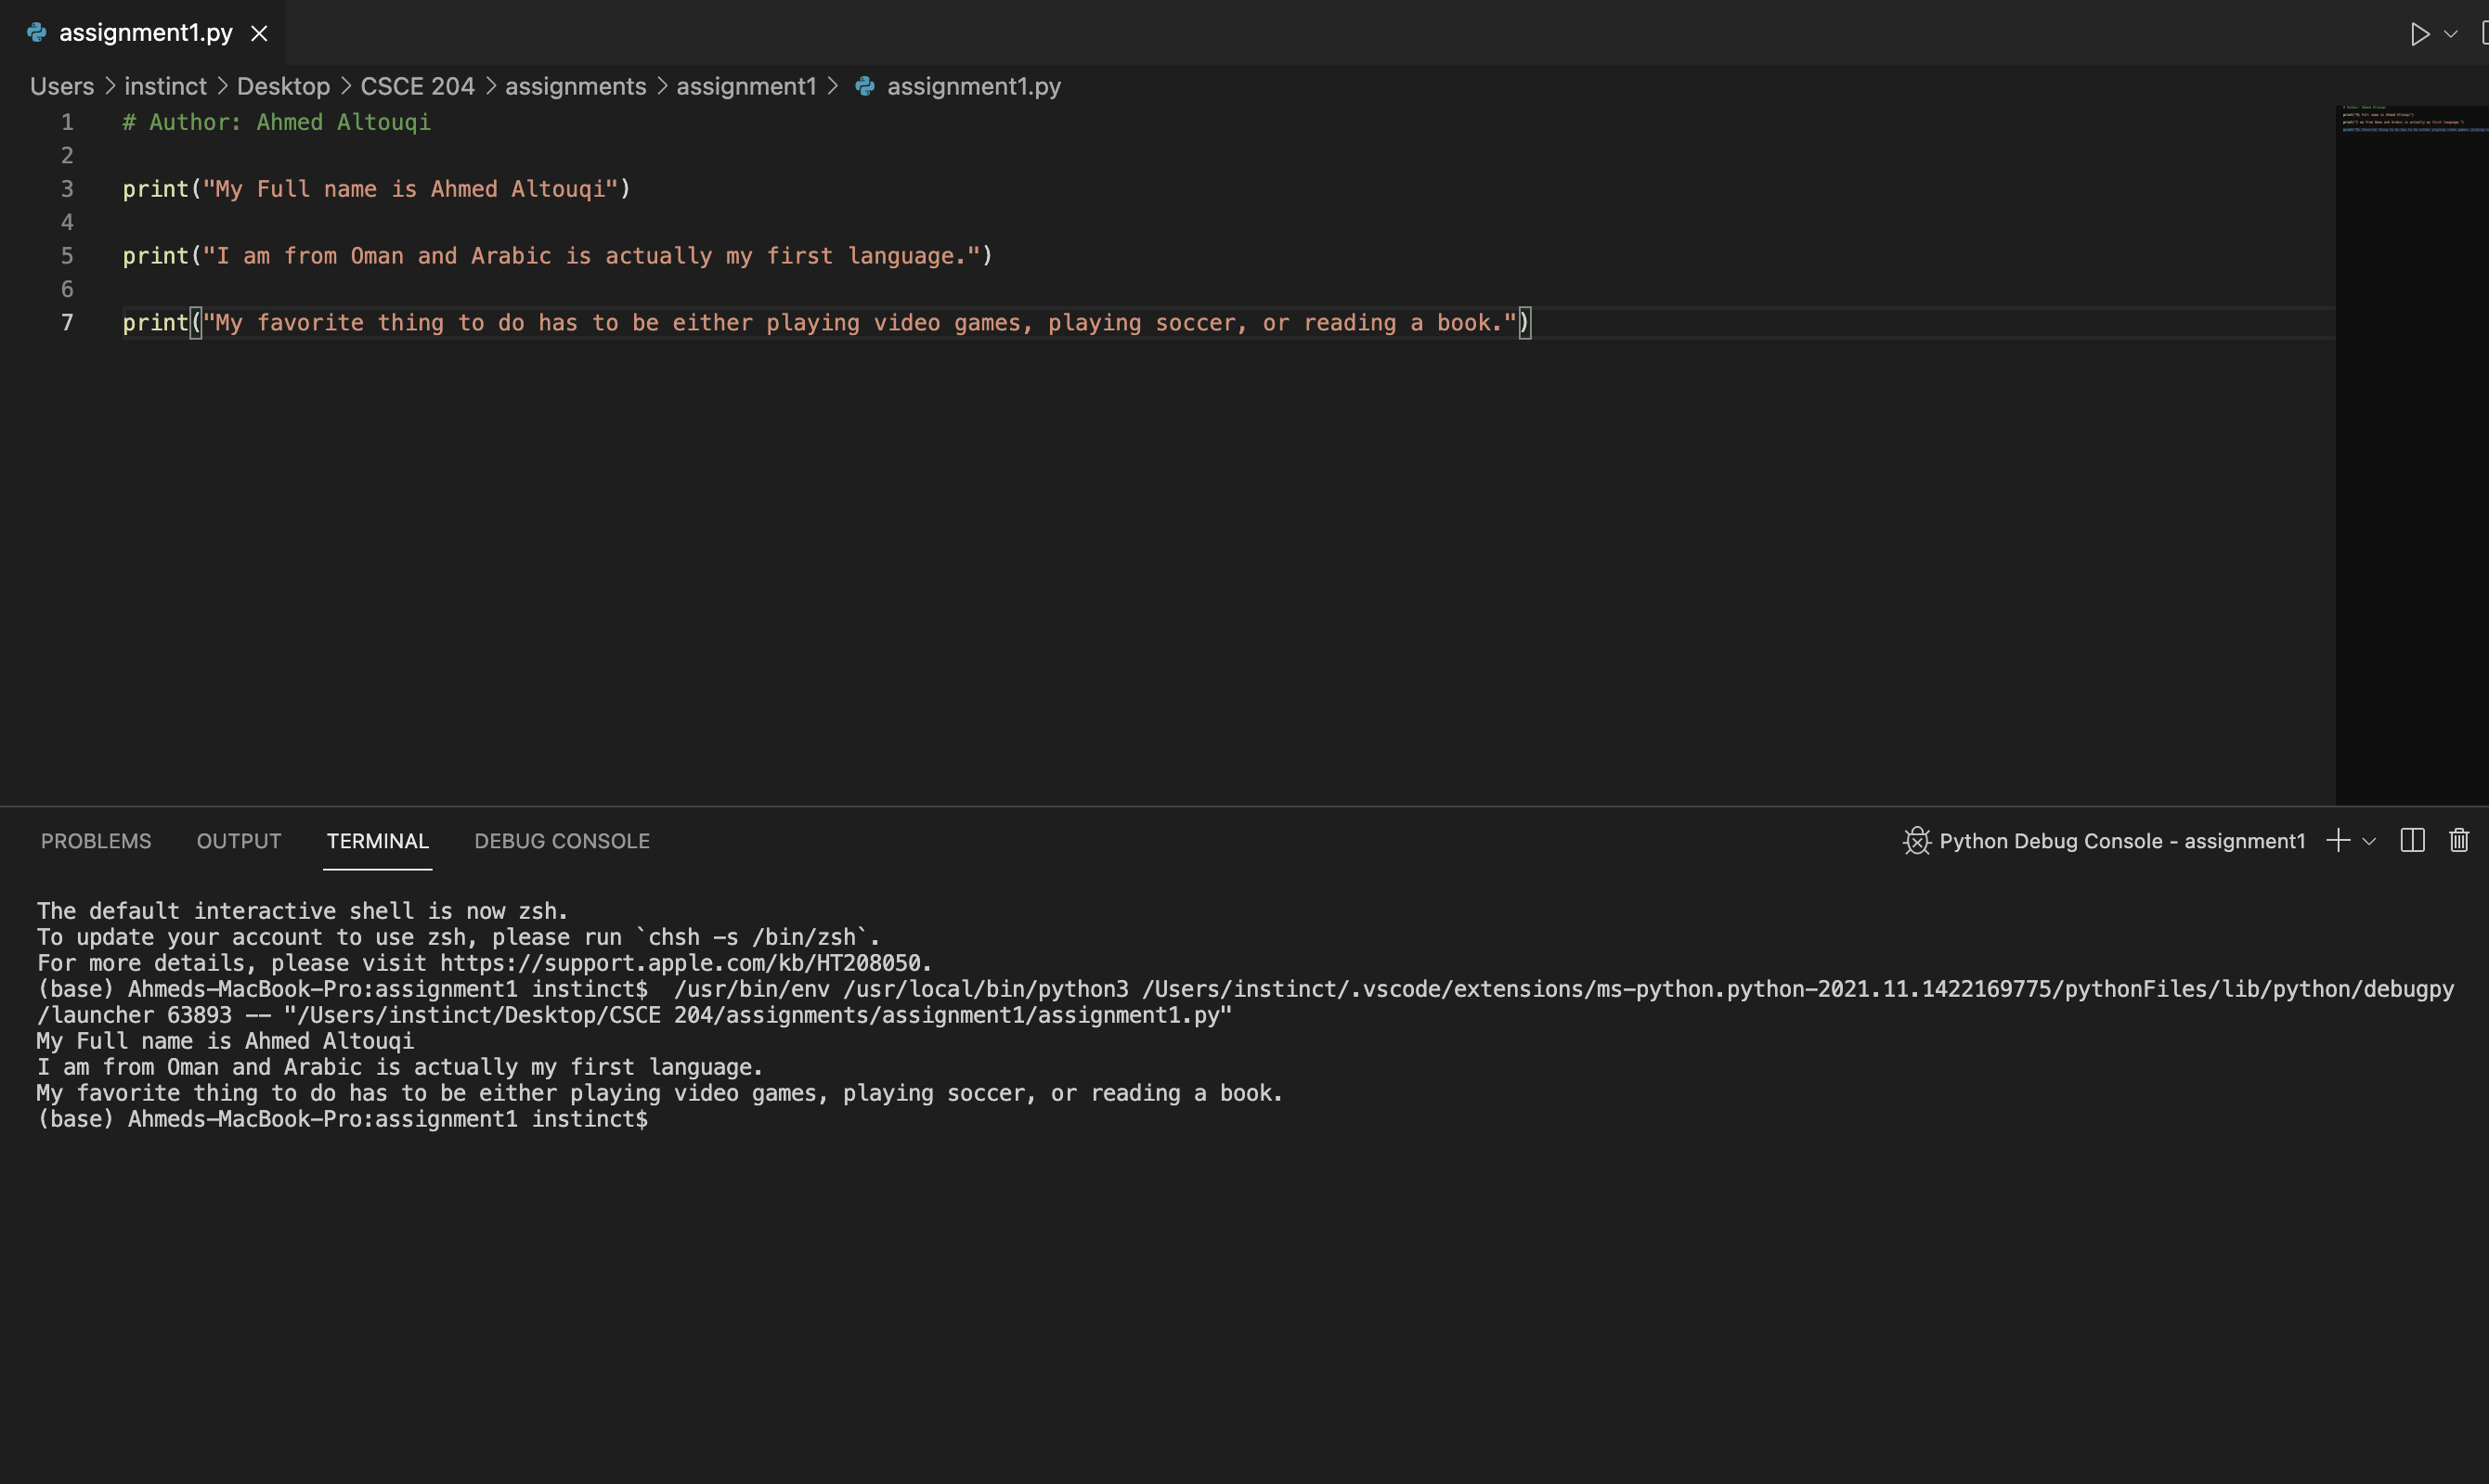 assignment1.py
Users > instinct > Desktop > CSCE 204 > assignments > assignment1 > assignment1.py
1 # Author: Ahmed Altouqi
2
3 print("My Full name is Ahmed Altouqi")
4
5 print("I am from Oman and Arabic is actually my first language.")
6
7 print("My favorite thing to do has to be either playing video games, playing soccer, or reading a book.")
PROBLEMS OUTPUT TERMINAL DEBUG CONSOLE Python Debug Console - assignment1
The default interactive shell is now zsh.
To update your account to use zsh, please run `chsh -s /bin/zsh`.
For more details, please visit https://support.apple.com/kb/HT208050.
(base) Ahmeds-MacBook-Pro:assignment1 instinct$  /usr/bin/env /usr/local/bin/python3 /Users/instinct/.vscode/extensions/ms-python.python-2021.11.1422169775/pythonFiles/lib/python/debugpy
/launcher 63893 -- "/Users/instinct/Desktop/CSCE 204/assignments/assignment1/assignment1.py"
My Full name is Ahmed Altouqi
I am from Oman and Arabic is actually my first language.
My favorite thing to do has to be either playing video games, playing soccer, or reading a book.
(base) Ahmeds-MacBook-Pro:assignment1 instinct$